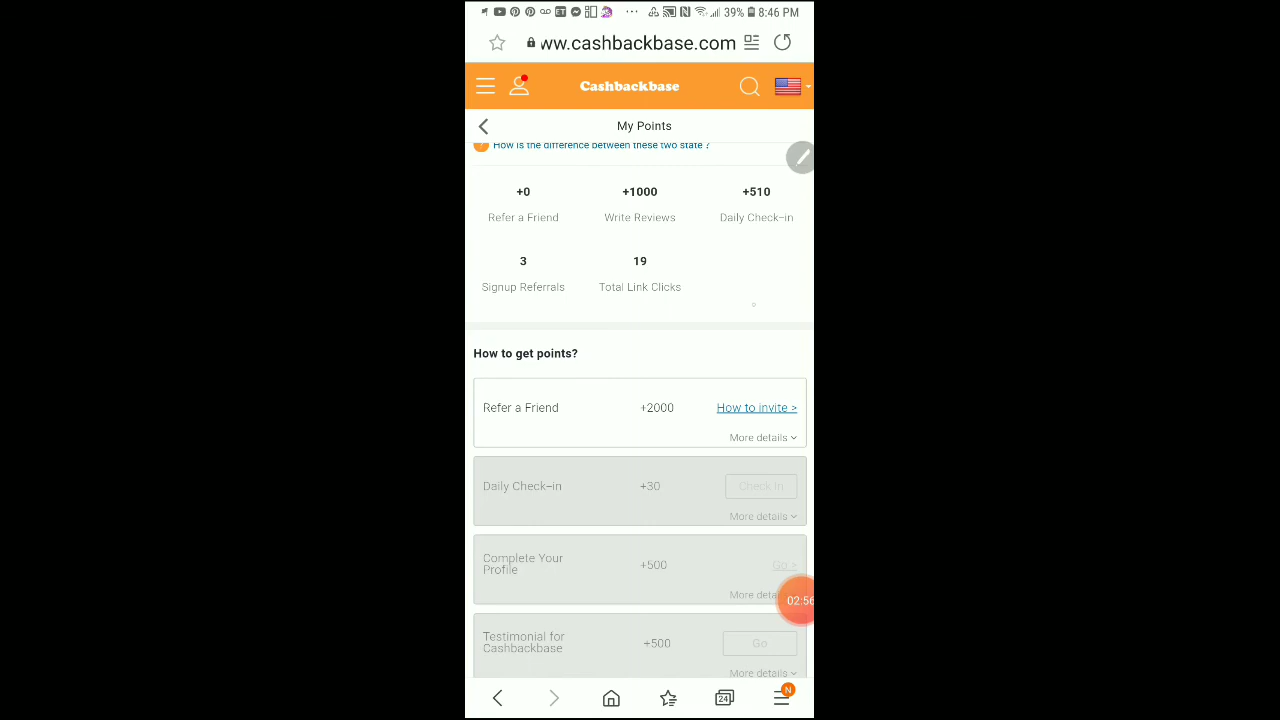 39% 8:46 PM
ww.cashbackbase.com
Cashbackbase
My Points
? How is the difference between these two state ?
+0 +1000 +510
Refer a Friend Write Reviews Daily Check-in
3 19
Signup Referrals Total Link Clicks
How to get points?
Refer a Friend +2000 How to invite >
More details
Daily Check-in +30 Check In
More details
Complete Your
Profile
+500 Go >
More deta
02:56
Testimonial for
Cashbackbase
+500 Go
More details
24
N